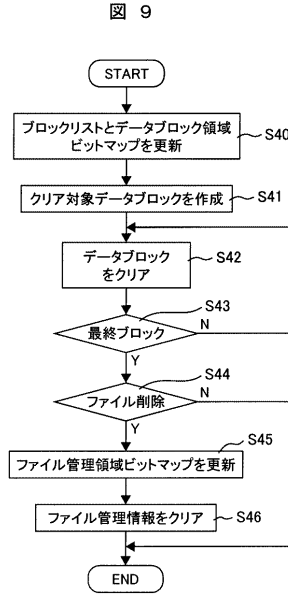 図 9
START
ブロックリストとデータブロック領域
ビットマップを更新
S40
クリア対象データブロックを作成
S41
データブロック
をクリア
S42
最終ブロック
S43
N
Y
ファイル削除
S44
N
Y
ファイル管理領域ビットマップを更新
S45
ファイル管理情報をクリア
S46
END